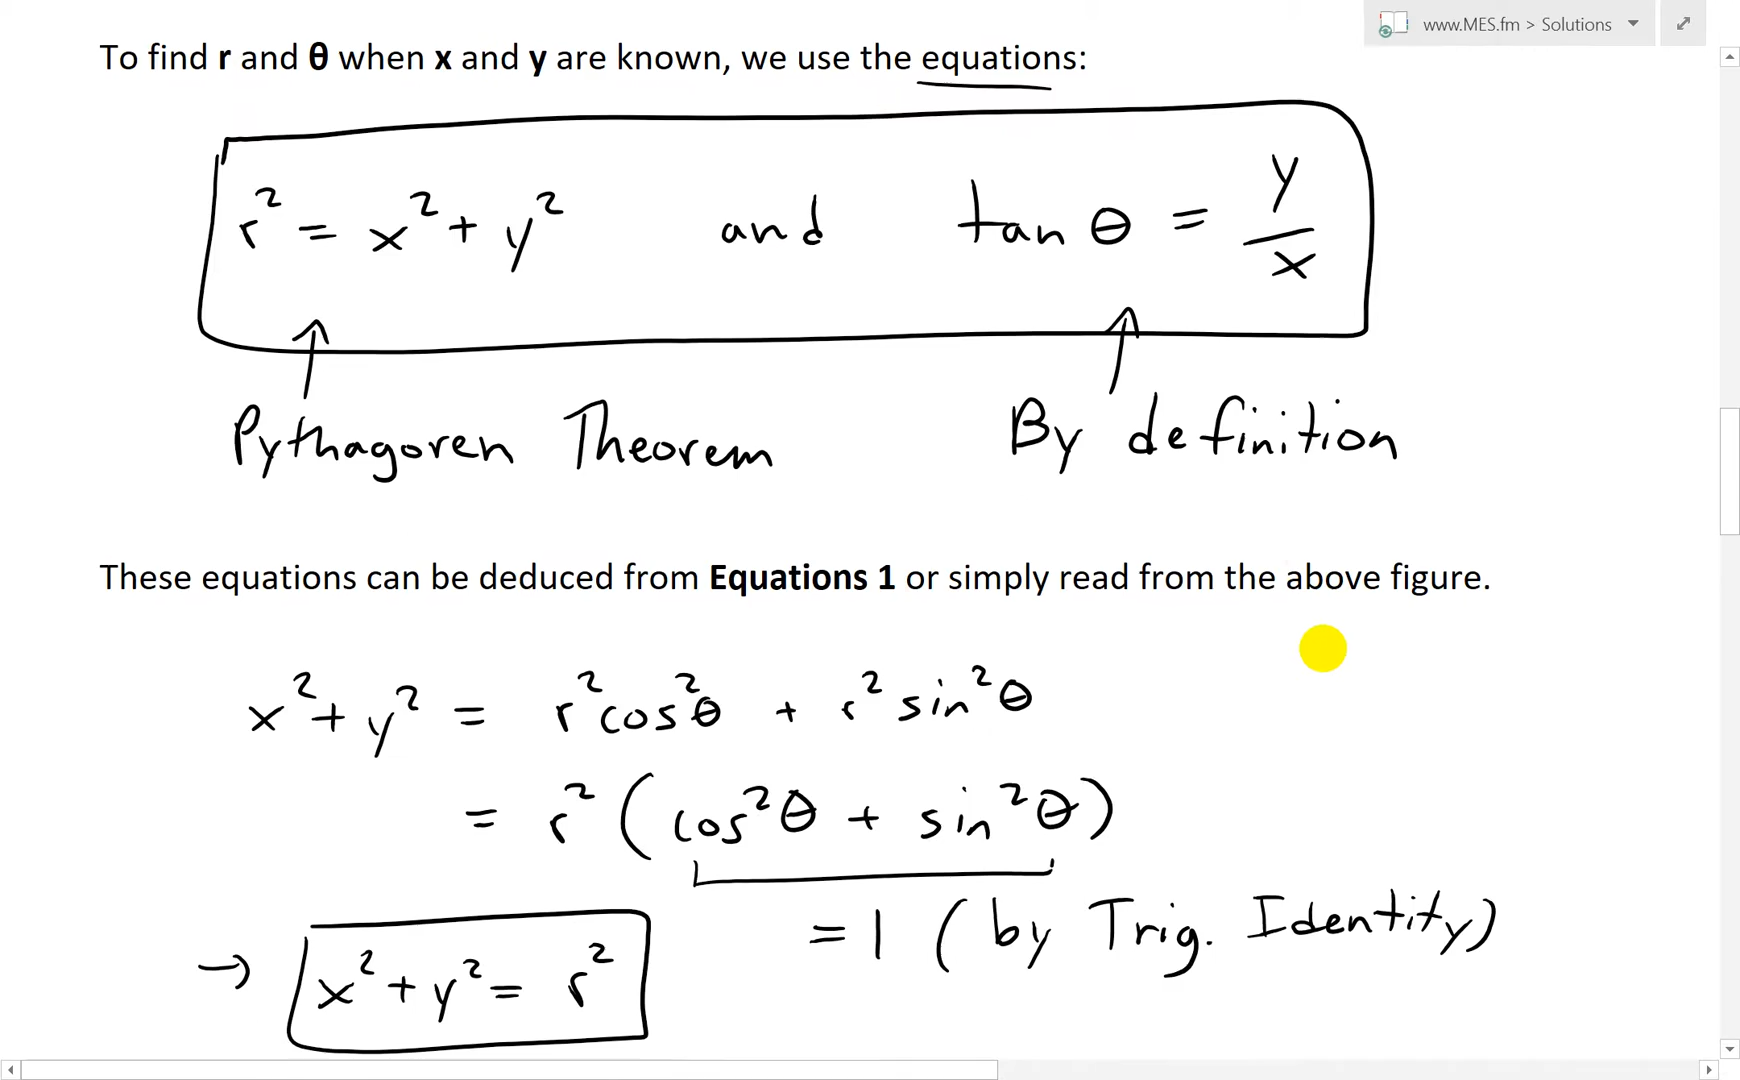 www.MES.fm > Solutions
To find r and θ when x and y are known, we use the equations:
r² = x² + y² and tan θ = y/x
Pythagoren Theorem By definition
These equations can be deduced from Equations 1 or simply read from the above figure.
x² + y² = r²cos²θ + r² sin²θ
= r² (cos²θ + sin²θ)
= 1 (by Trig. Identity)
→ x² + y² = r²